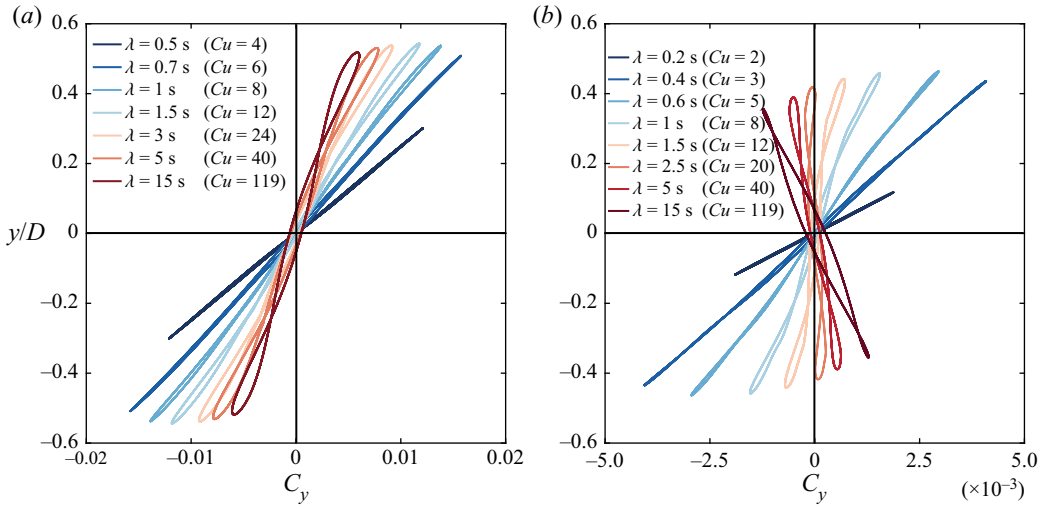 (a)
0.6
λ = 0.5 s (Cu = 4)
λ = 0.7 s (Cu = 6)
λ = 1 s (Cu = 8)
λ = 1.5 s (Cu = 12)
λ = 3 s (Cu = 24)
λ = 5 s (Cu = 40)
λ = 15 s (Cu = 119)
0.4
0.2
y/D
0
−0.2
−0.4
−0.6
−0.02
−0.01
0
0.01
0.02
C_y
(b)
0.6
λ = 0.2 s (Cu = 2)
λ = 0.4 s (Cu = 3)
λ = 0.6 s (Cu = 5)
λ = 1 s (Cu = 8)
λ = 1.5 s (Cu = 12)
λ = 2.5 s (Cu = 20)
λ = 5 s (Cu = 40)
λ = 15 s (Cu = 119)
0.4
0.2
0
−0.2
−0.4
−0.6
−5.0
−2.5
0
2.5
5.0
C_y
(×10⁻³)